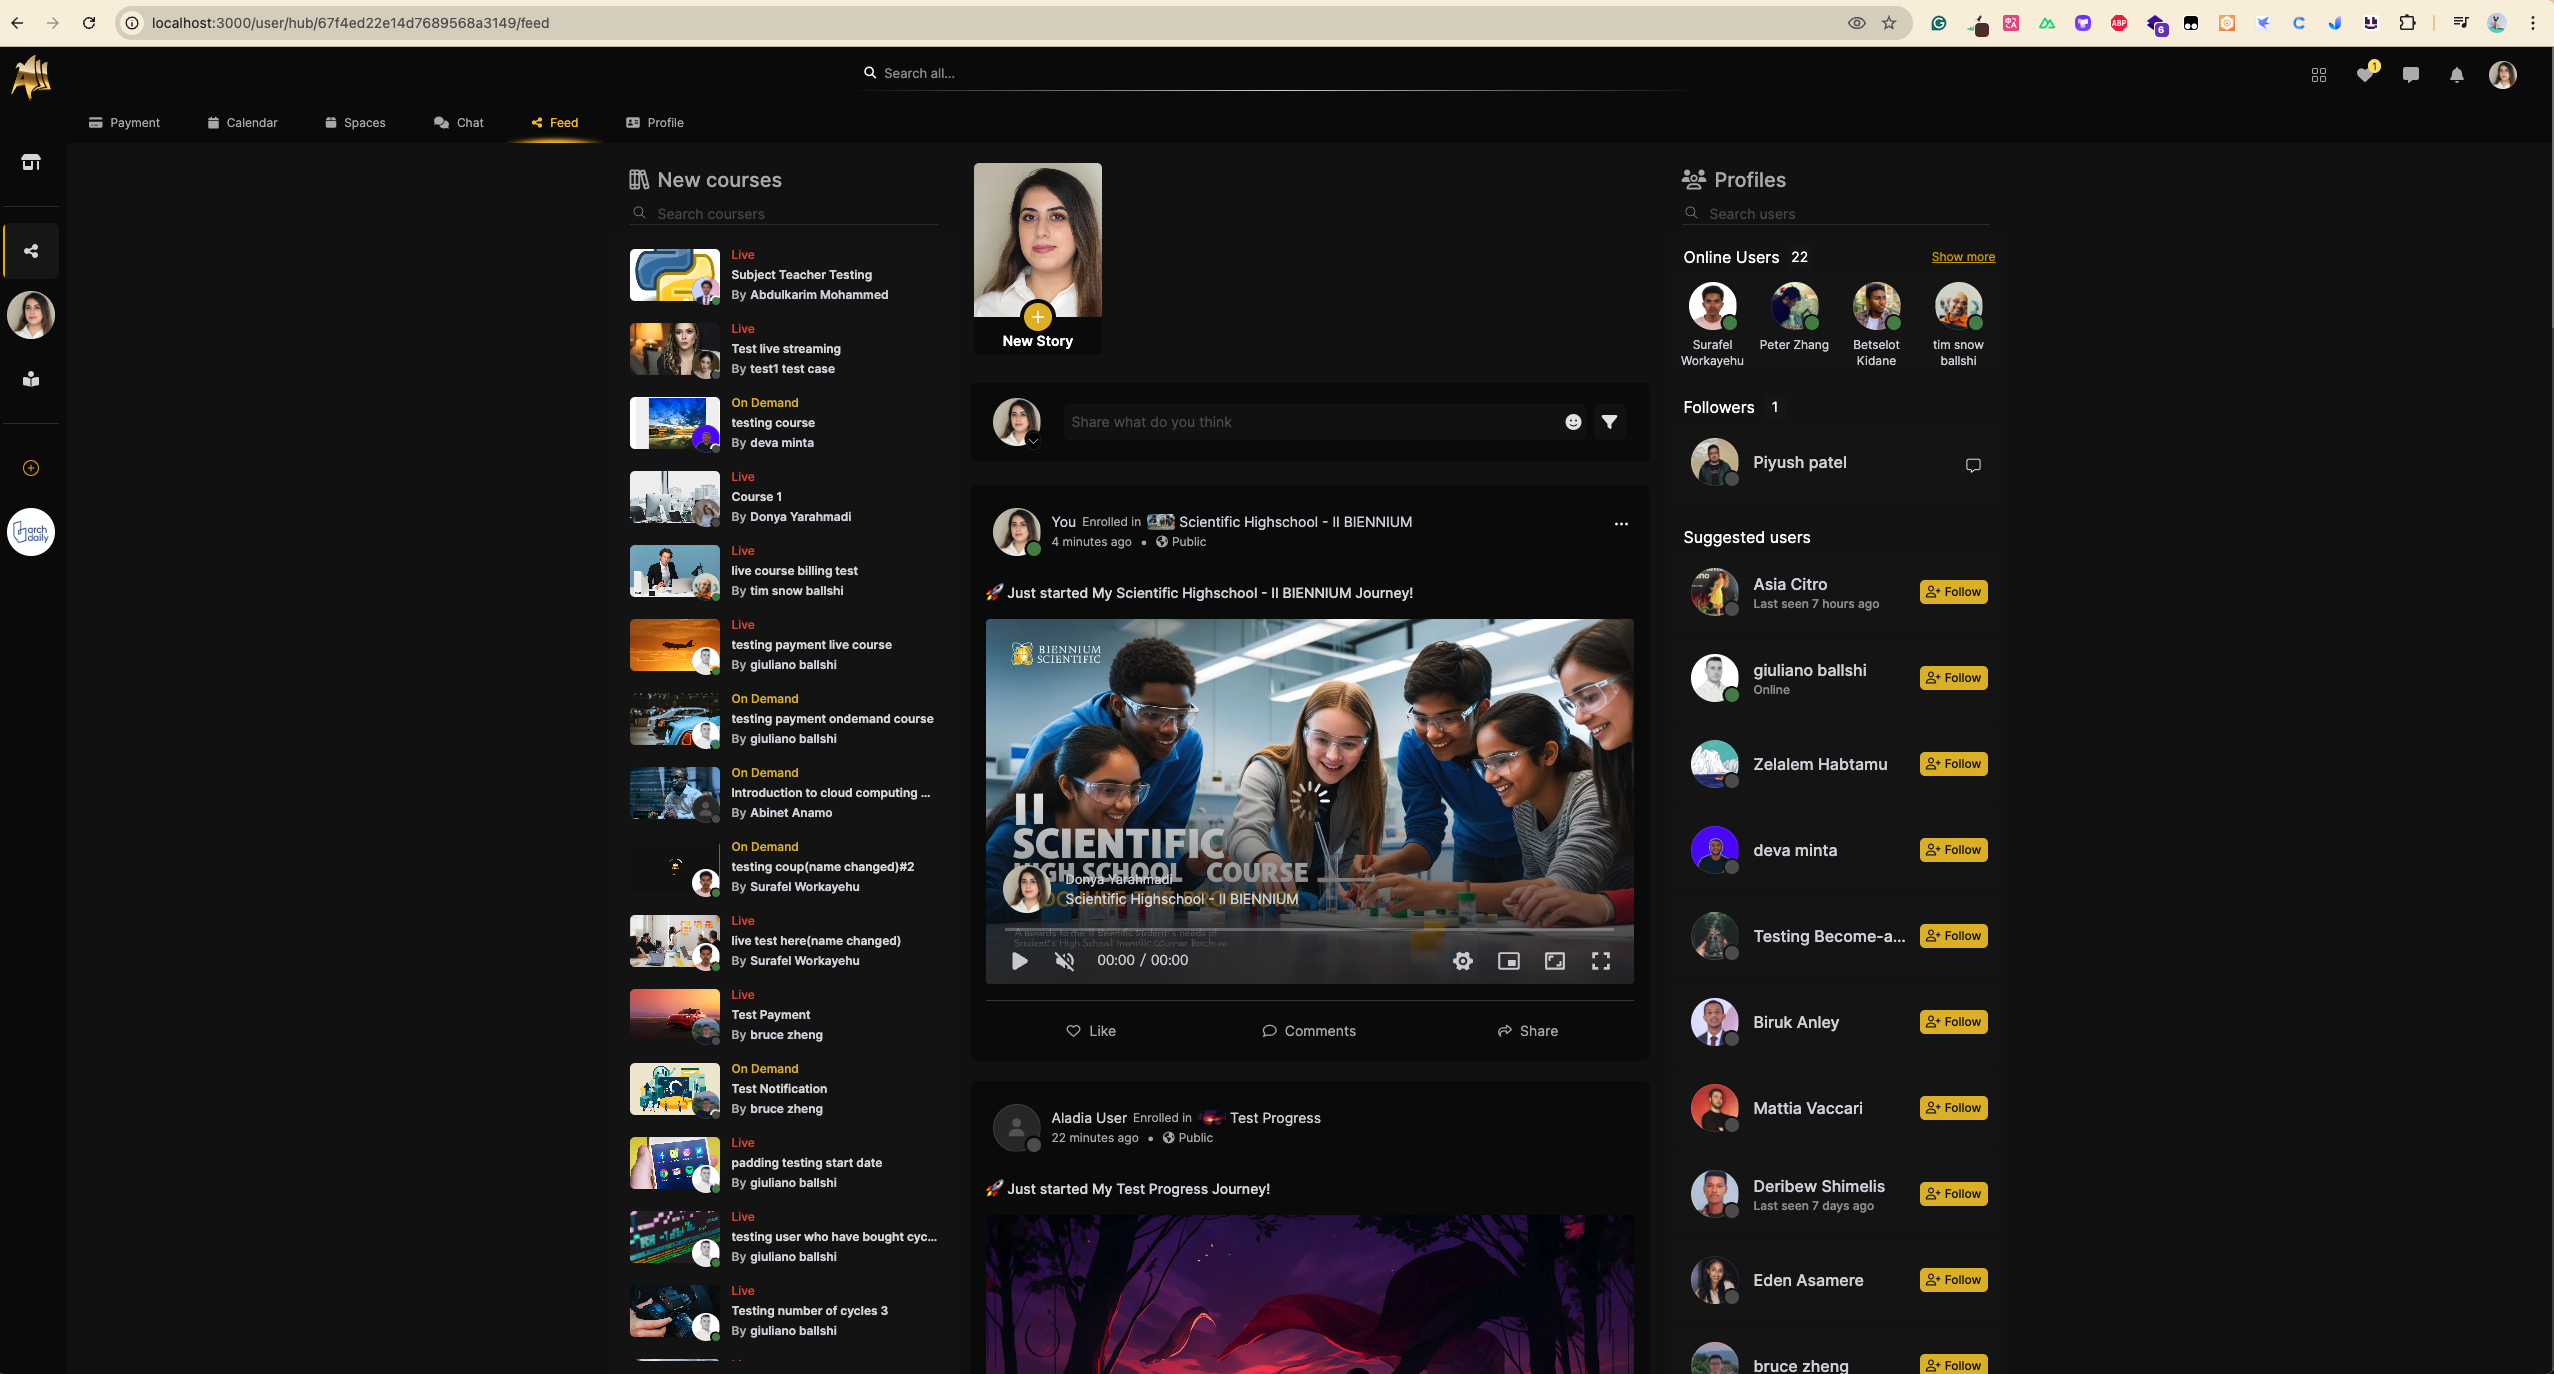 localhost:3000/user/hub/67f4ed22e14d7689568a3149/feed
ABP
6
All
Search all...
1
Payment
Calendar
Spaces
Chat
Feed
Profile
arch
daily
New courses
Search coursers
Live
Subject Teacher Testing
By Abdulkarim Mohammed
Live
Test live streaming
By test1 test case
On Demand
testing course
By deva minta
Live
Course 1
By Donya Yarahmadi
Live
live course billing test
By tim snow ballshi
Live
testing payment live course
By giuliano ballshi
On Demand
testing payment ondemand course
By giuliano ballshi
On Demand
Introduction to cloud computing ...
By Abinet Anamo
On Demand
testing coup(name changed)#2
By Surafel Workayehu
Live
live test here(name changed)
By Surafel Workayehu
Live
Test Payment
By bruce zheng
On Demand
Test Notification
By bruce zheng
Live
padding testing start date
By giuliano ballshi
Live
testing user who have bought cyc...
By giuliano ballshi
Live
Testing number of cycles 3
By giuliano ballshi
New Story
Share what do you think
You Enrolled in Scientific Highschool - II BIENNIUM
4 minutes ago • Public
🚀 Just started My Scientific Highschool - II BIENNIUM Journey!
BIENNIUM
SCIENTIFIC
II
SCIENTIFIC
HIGH SCHOOL COURSE
Donya Yarahmadi
Scientific Highschool - II BIENNIUM
00:00 / 00:00
Like
Comments
Share
Aladia User Enrolled in Test Progress
22 minutes ago • Public
🚀 Just started My Test Progress Journey!
Profiles
Search users
Online Users 22
Show more
Surafel
Workayehu
Peter Zhang
Betselot
Kidane
tim snow
ballshi
Followers 1
Piyush patel
Suggested users
Asia Citro
Last seen 7 hours ago
Follow
giuliano ballshi
Online
Follow
Zelalem Habtamu
Follow
deva minta
Follow
Testing Become-a...
Follow
Biruk Anley
Follow
Mattia Vaccari
Follow
Deribew Shimelis
Last seen 7 days ago
Follow
Eden Asamere
Follow
bruce zheng
Follow